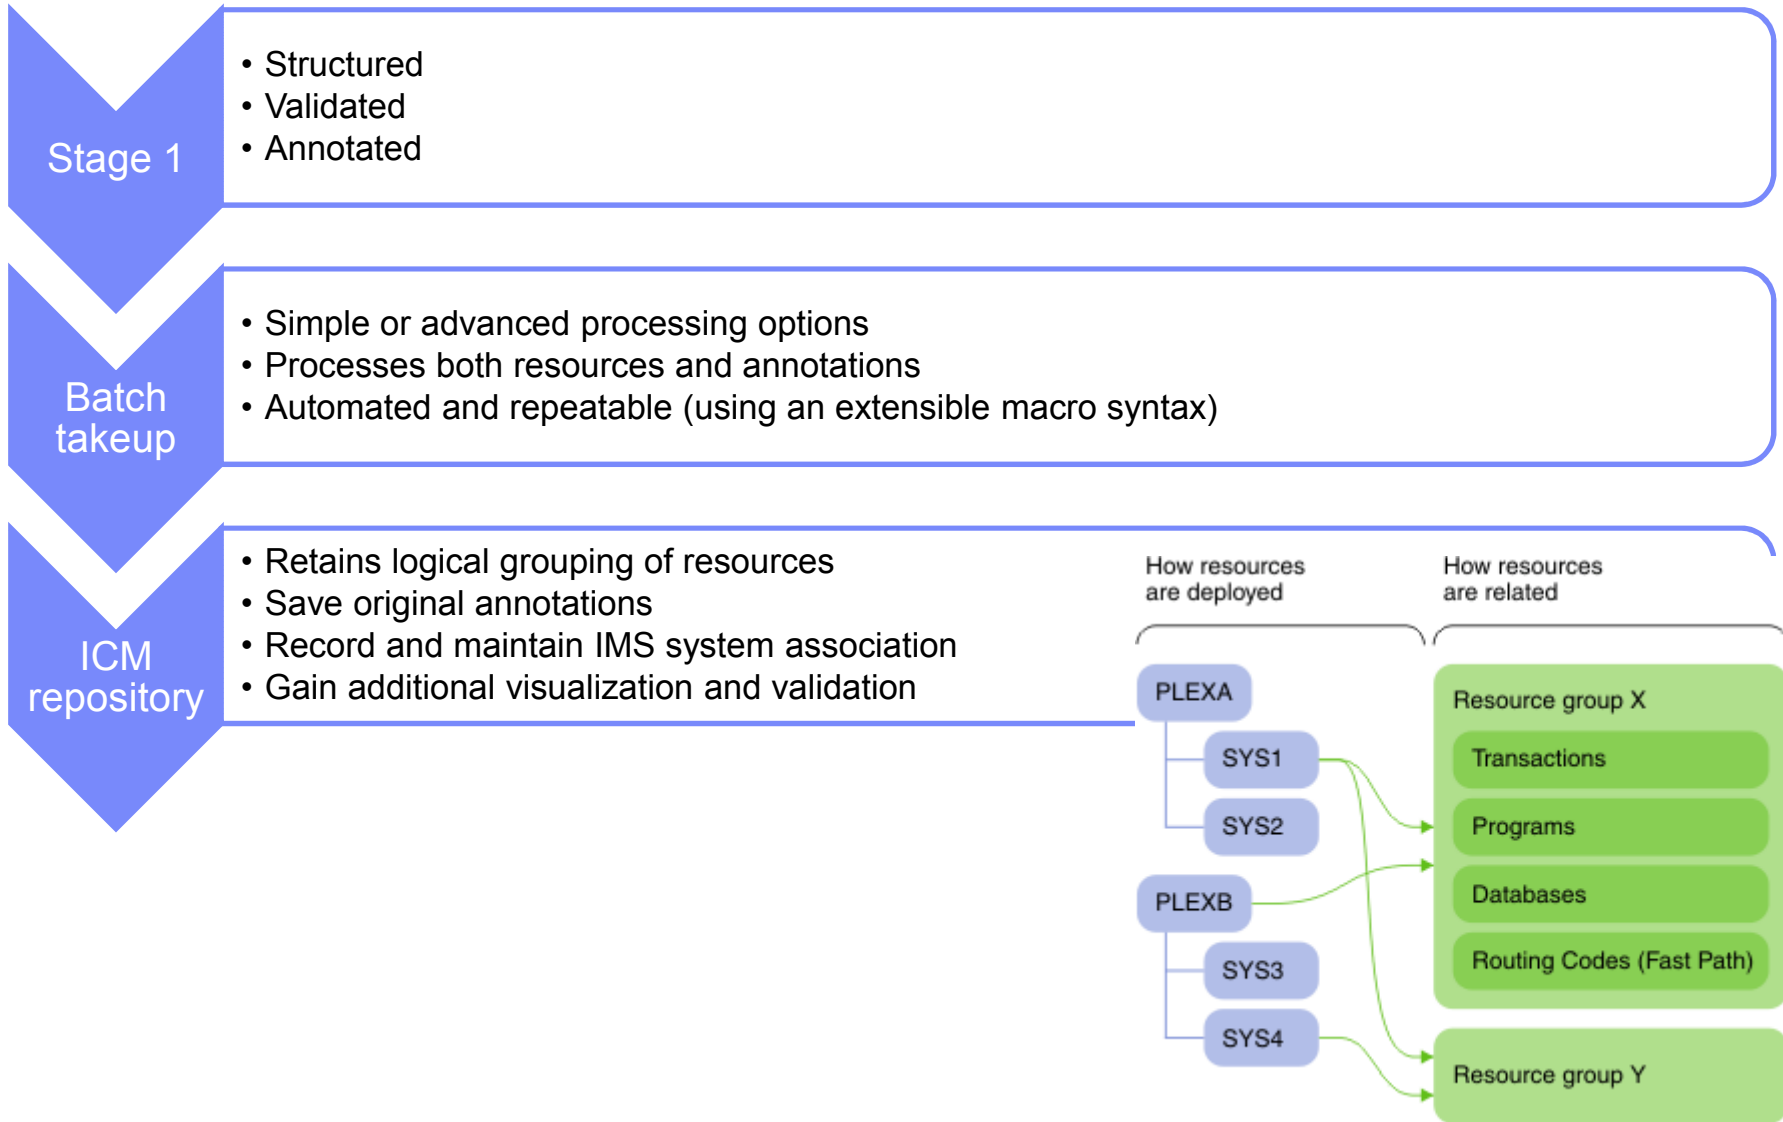 Stage 1
• Structured
• Validated
• Annotated
Batch
takeup
• Simple or advanced processing options
• Processes both resources and annotations
• Automated and repeatable (using an extensible macro syntax)
ICM
repository
• Retains logical grouping of resources
• Save original annotations
• Record and maintain IMS system association
• Gain additional visualization and validation
How resources
are deployed
How resources
are related
PLEXA
SYS1
SYS2
PLEXB
SYS3
SYS4
Resource group X
Transactions
Programs
Databases
Routing Codes (Fast Path)
Resource group Y